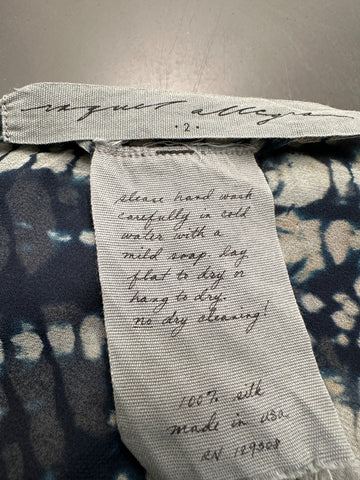 raquel allegra
·2·
please hand wash
carefully in cold
water with a
mild soap. lay
flat to dry or
hang to dry.
no dry cleaning!
100% silk
made in usa
RN 129308